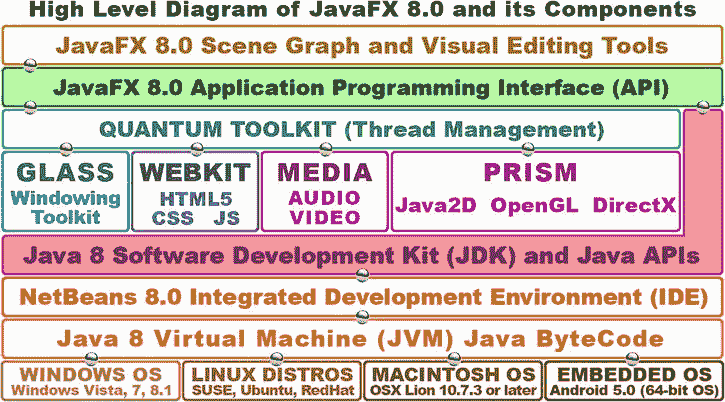 High Level Diagram of JavaFX 8.0 and its Components
JavaFX 8.0 Scene Graph and Visual Editing Tools
JavaFX 8.0 Application Programming Interface (API)
QUANTUM TOOLKIT (Thread Management)
GLASS
Windowing
Toolkit
WEBKIT
HTML5
CSS JS
MEDIA
AUDIO
VIDEO
PRISM
Java2D OpenGL DirectX
Java 8 Software Development Kit (JDK) and Java APIs
NetBeans 8.0 Integrated Development Environment (IDE)
Java 8 Virtual Machine (JVM) Java ByteCode
WINDOWS OS
Windows Vista, 7, 8.1
LINUX DISTROS
SUSE, Ubuntu, RedHat
MACINTOSH OS
OSX Lion 10.7.3 or later
EMBEDDED OS
Android 5.0 (64-bit OS)